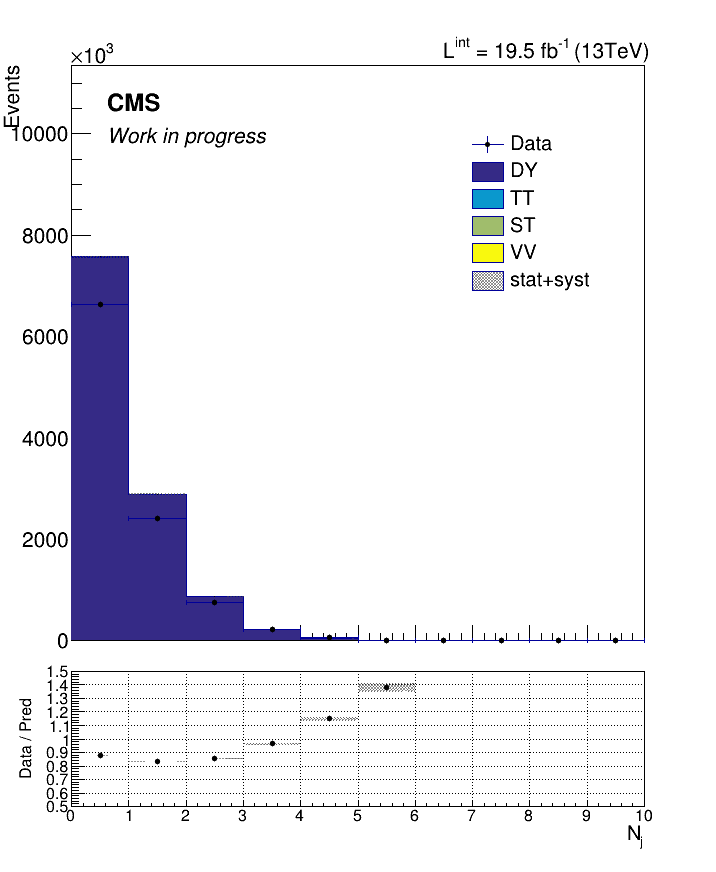 ×10³
L^int = 19.5 fb⁻¹ (13TeV)
Events
CMS
Work in progress
10000
8000
6000
4000
2000
0
Data
DY
TT
ST
VV
stat+syst
Data / Pred
1.5
1.4
1.3
1.2
1.1
1
0.9
0.8
0.7
0.6
0.5
0 1 2 3 4 5 6 7 8 9 10
N_j